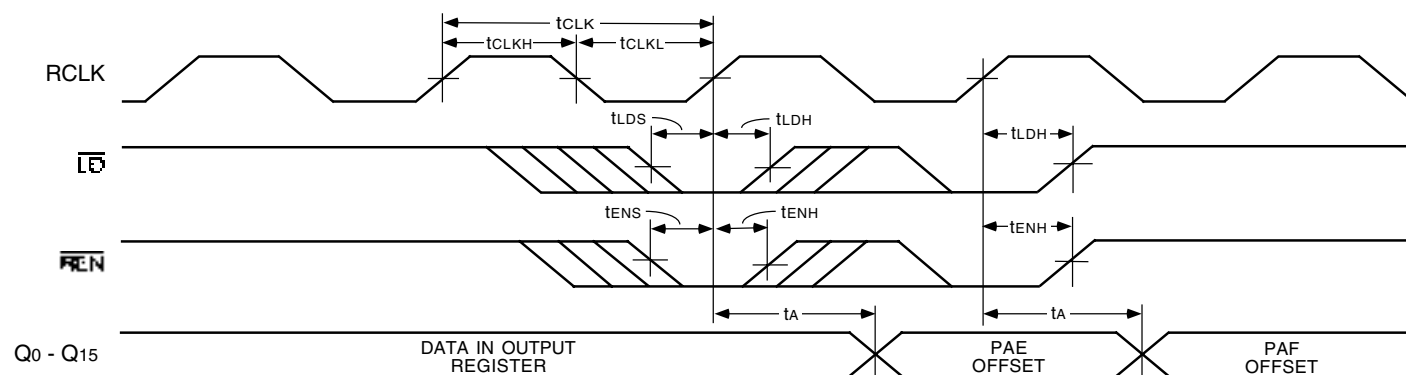 tCLK
tCLKH
tCLKL
RCLK
tLDS
tLDH
tLDH
LD
tENS
tENH
tENH
REN
tA
tA
Q0 - Q15
DATA IN OUTPUT
REGISTER
PAE
OFFSET
PAF
OFFSET